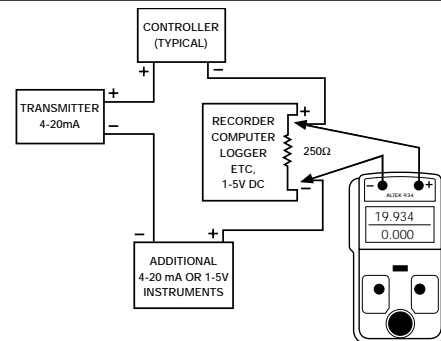 CONTROLLER
(TYPICAL)
+
−
TRANSMITTER
4-20mA
+
−
RECORDER
COMPUTER
LOGGER
ETC,
1-5V DC
+
250Ω
−
−
+
ADDITIONAL
4-20 mA OR 1-5V
INSTRUMENTS
−
+
ALTEK 934
19.934
0.000